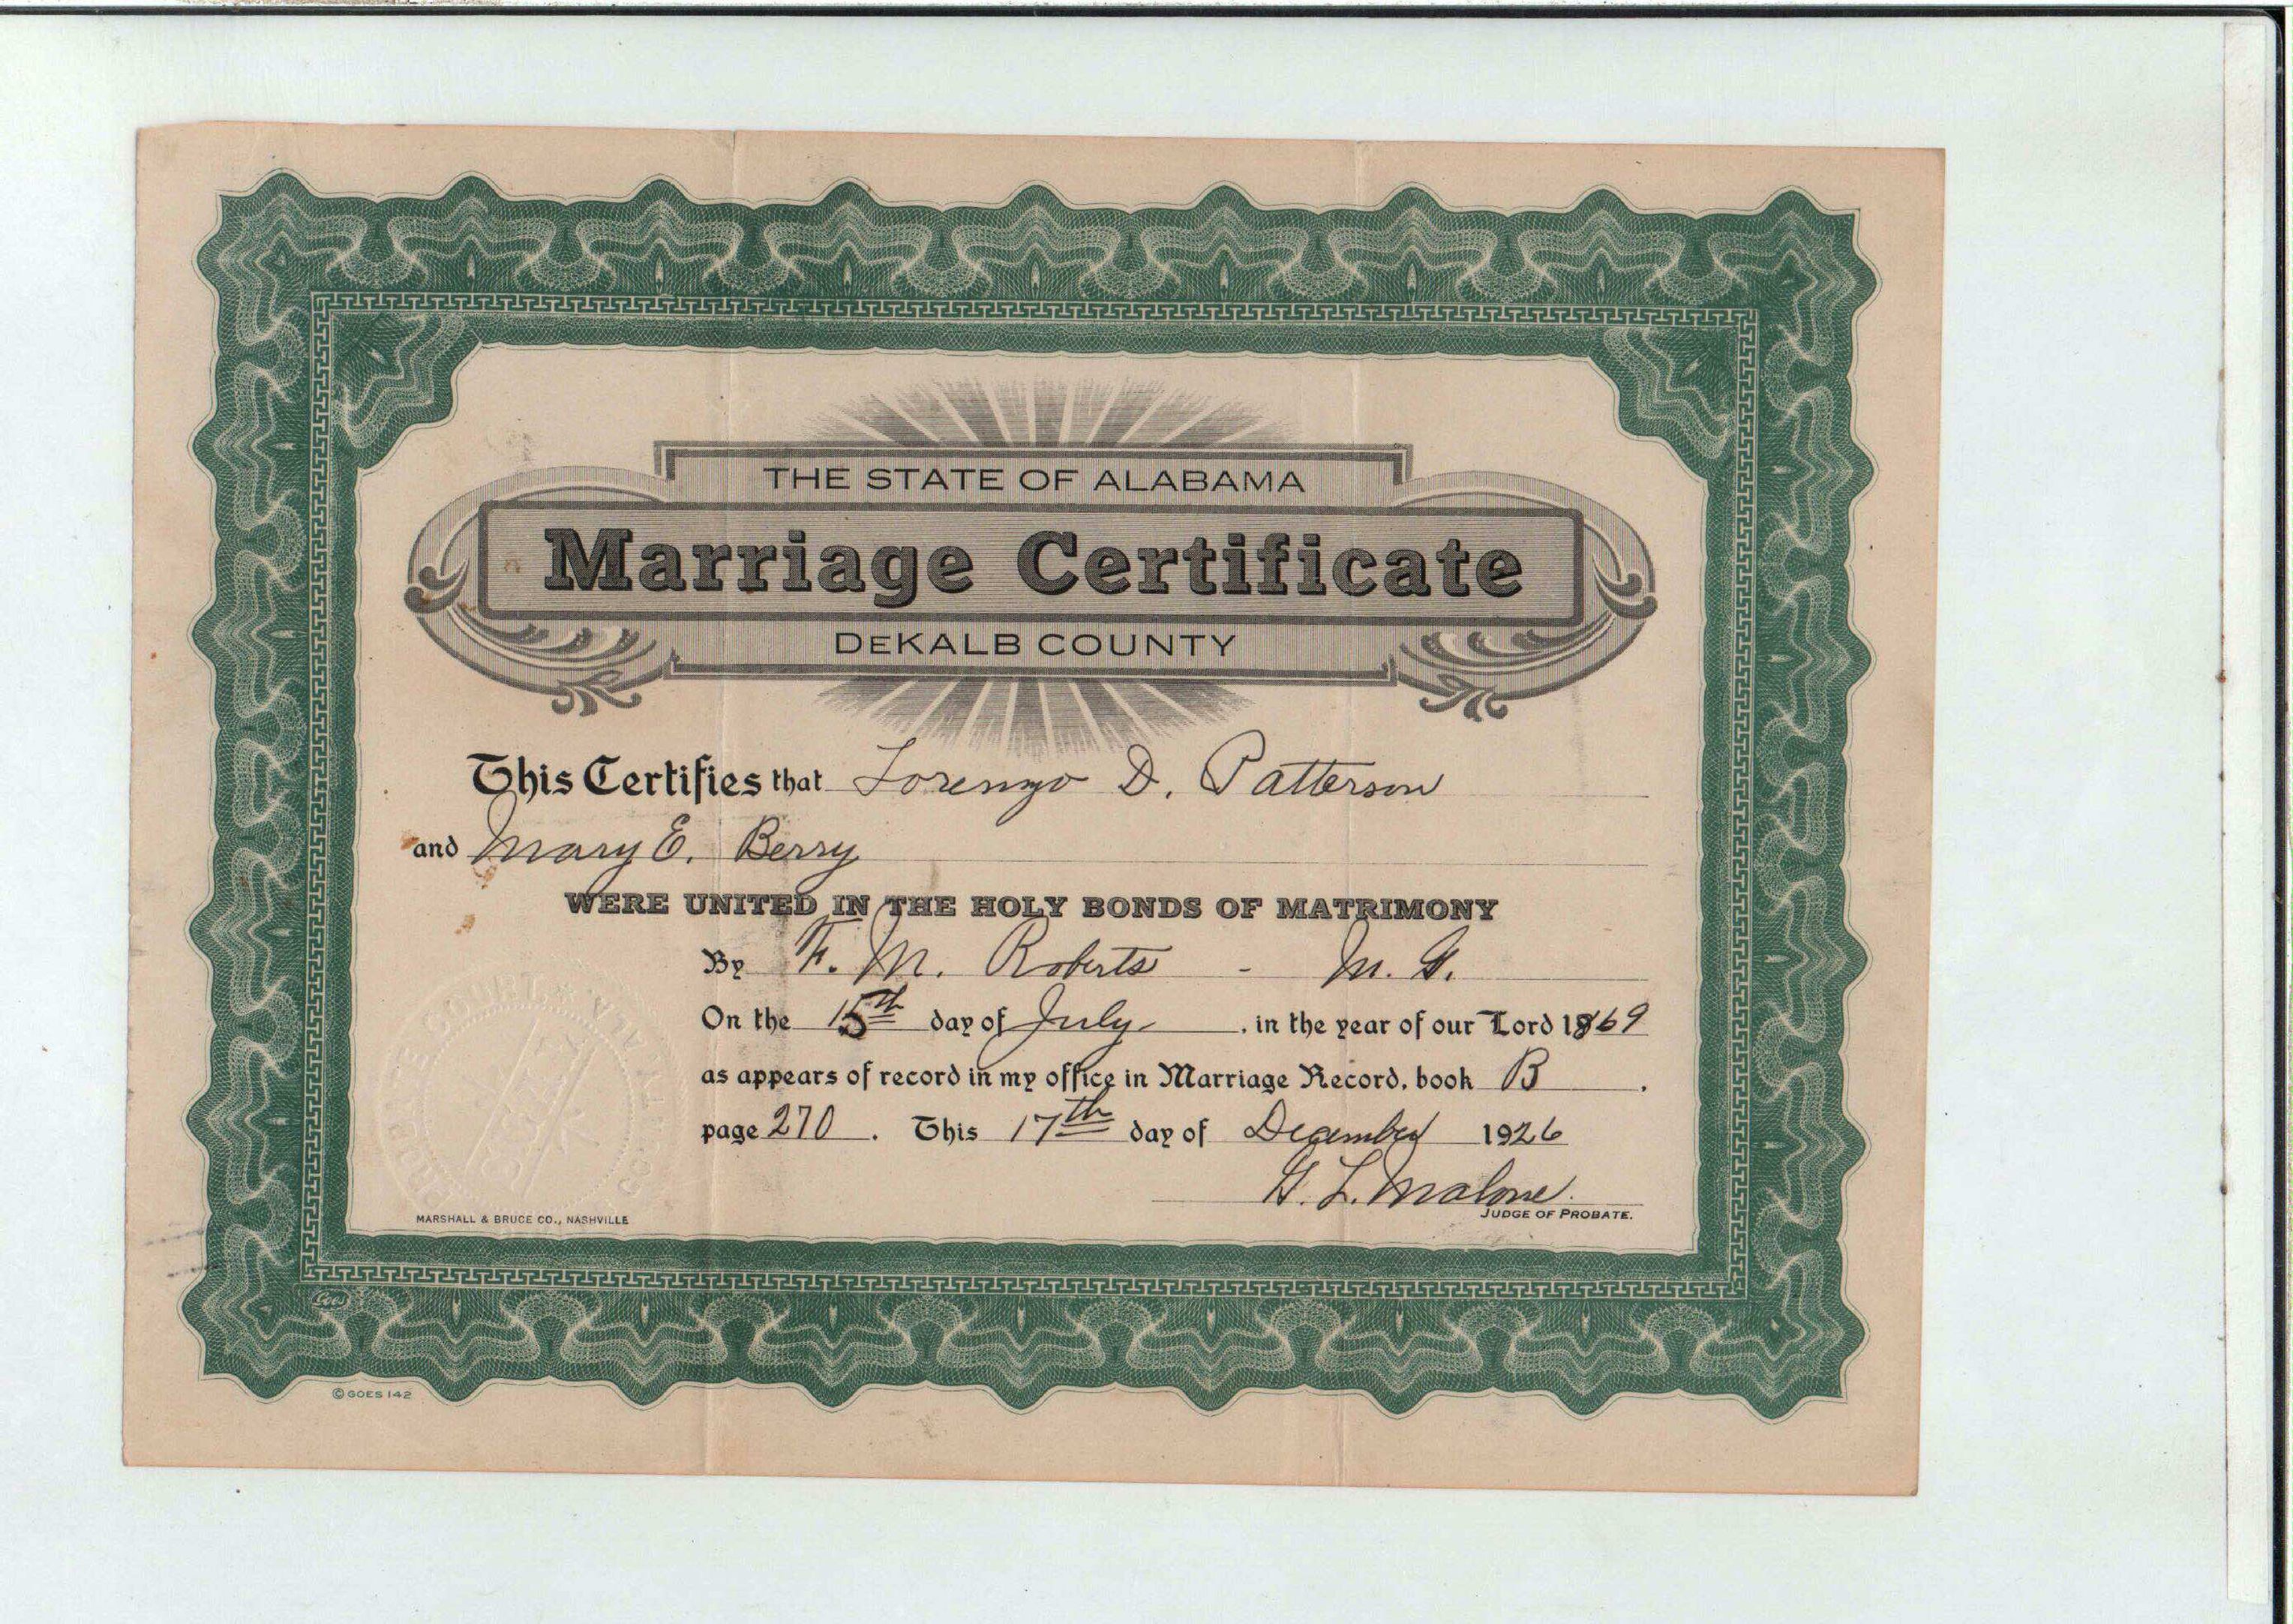 THE STATE OF ALABAMA
Marriage Certificate
DEKALB COUNTY
This Certifies that Lorenzo D. Patterson
and Mary E. Berry
WERE UNITED IN THE HOLY BONDS OF MATRIMONY
By F. M. Roberts - M. G.
On the 15th day of July, in the year of our Lord 1869
as appears of record in my office in Marriage Record, book B,
page 270. This 17th day of December 1926
G. L. Malone.
JUDGE OF PROBATE.
PROBATE COURT
MARSHALL & BRUCE CO., NASHVILLE
Goes
© GOES 142